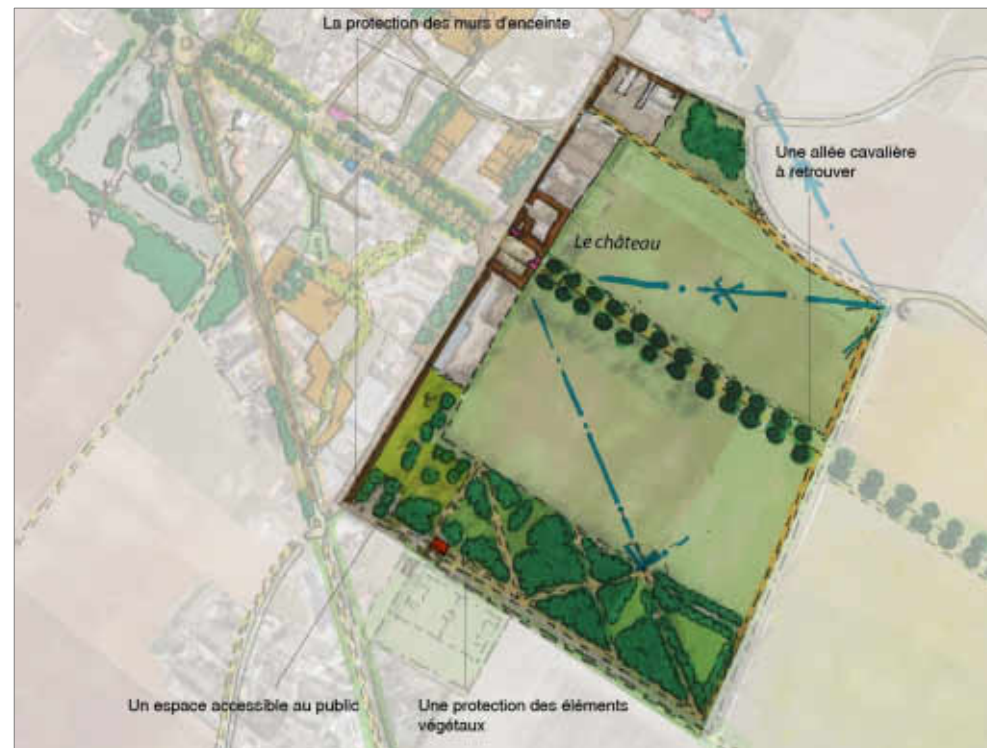 La protection des murs d'enceinte
Une allée cavalière
à retrouver
Le château
Un espace accessible au public
Une protection des éléments
végétaux